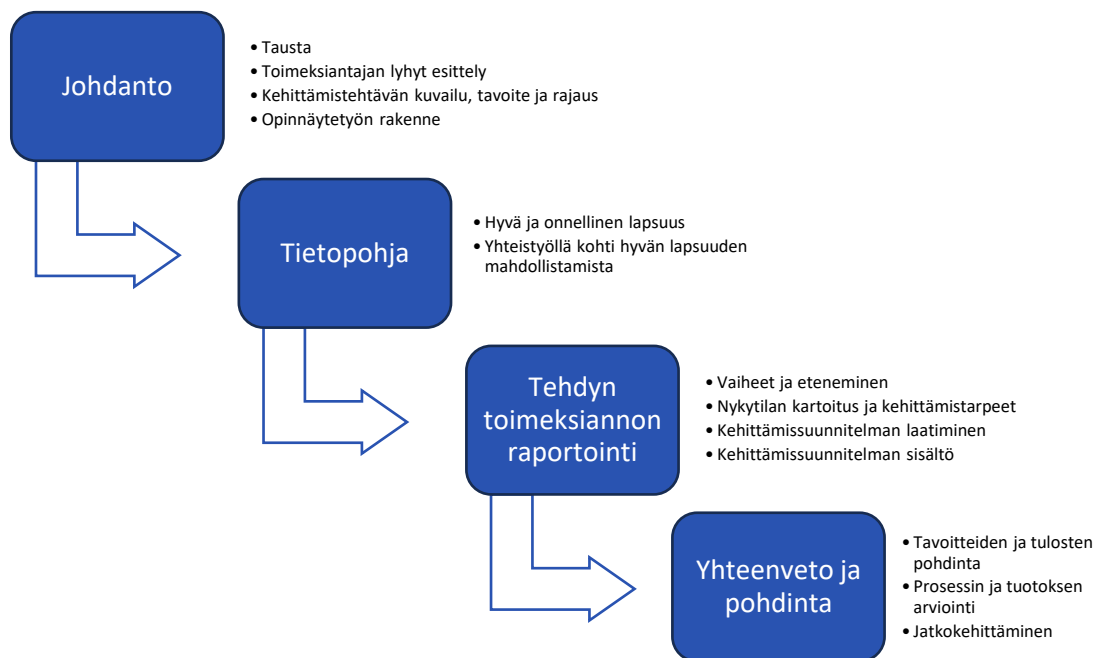 Johdanto
• Tausta
• Toimeksiantajan lyhyt esittely
• Kehittämistehtävän kuvailu, tavoite ja rajaus
• Opinnäytetyön rakenne
Tietopohja
• Hyvä ja onnellinen lapsuus
• Yhteistyöllä kohti hyvän lapsuuden
mahdollistamista
Tehdyn
toimeksiannon
raportointi
• Vaiheet ja eteneminen
• Nykytilan kartoitus ja kehittämistarpeet
• Kehittämissuunnitelman laatiminen
• Kehittämissuunnitelman sisältö
Yhteenveto ja
pohdinta
• Tavoitteiden ja tulosten
pohdinta
• Prosessin ja tuotoksen
arviointi
• Jatkokehittäminen